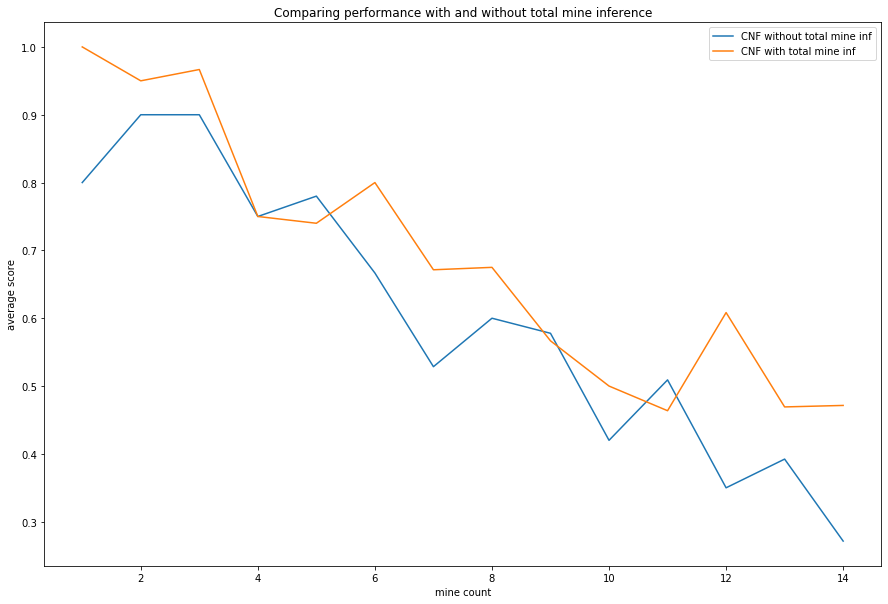 Comparing performance with and without total mine inference
CNF without total mine inf
CNF with total mine inf
1.0
0.9
0.8
0.7
0.6
0.5
0.4
0.3
average score
2 4 6 8 10 12 14
mine count